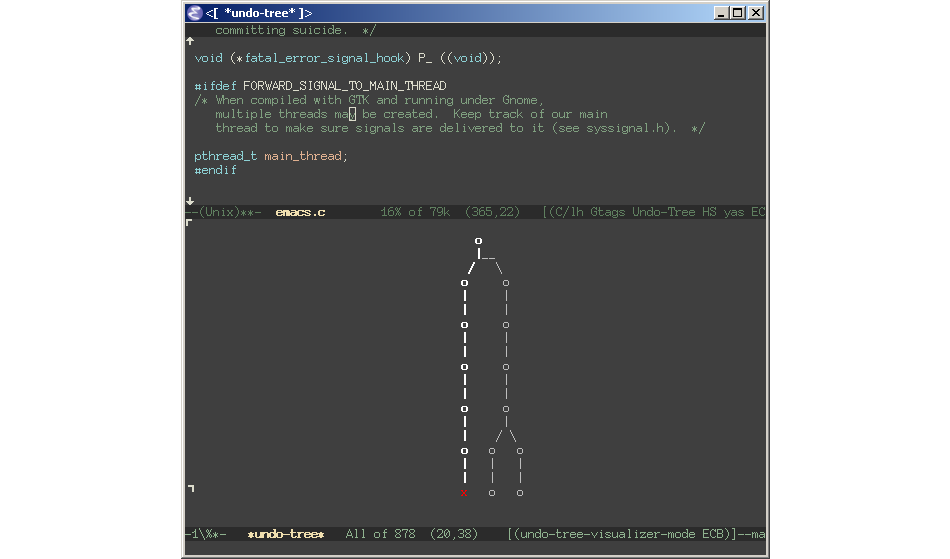 <[ *undo-tree* ]>
committing suicide.  */
void (*fatal_error_signal_hook) P_ ((void));
#ifdef FORWARD_SIGNAL_TO_MAIN_THREAD
/* When compiled with GTK and running under Gnome,
multiple threads may be created.  Keep track of our main
thread to make sure signals are delivered to it (see syssignal.h).  */
pthread_t main_thread;
#endif
--(Unix)**-  emacs.c        16% of 79k  (365,22)   [(C/lh Gtags Undo-Tree HS yas EC
o
|__
/   \
o     o
|     |
|     |
o     o
|     |
|     |
o     o
|     |
|     |
o     o
|     |
|    / \
o   o   o
|   |   |
|   |   |
x   o   o
-1\%*-   *undo-tree*   All of 878  (20,38)    [(undo-tree-visualizer-mode ECB)]--ma